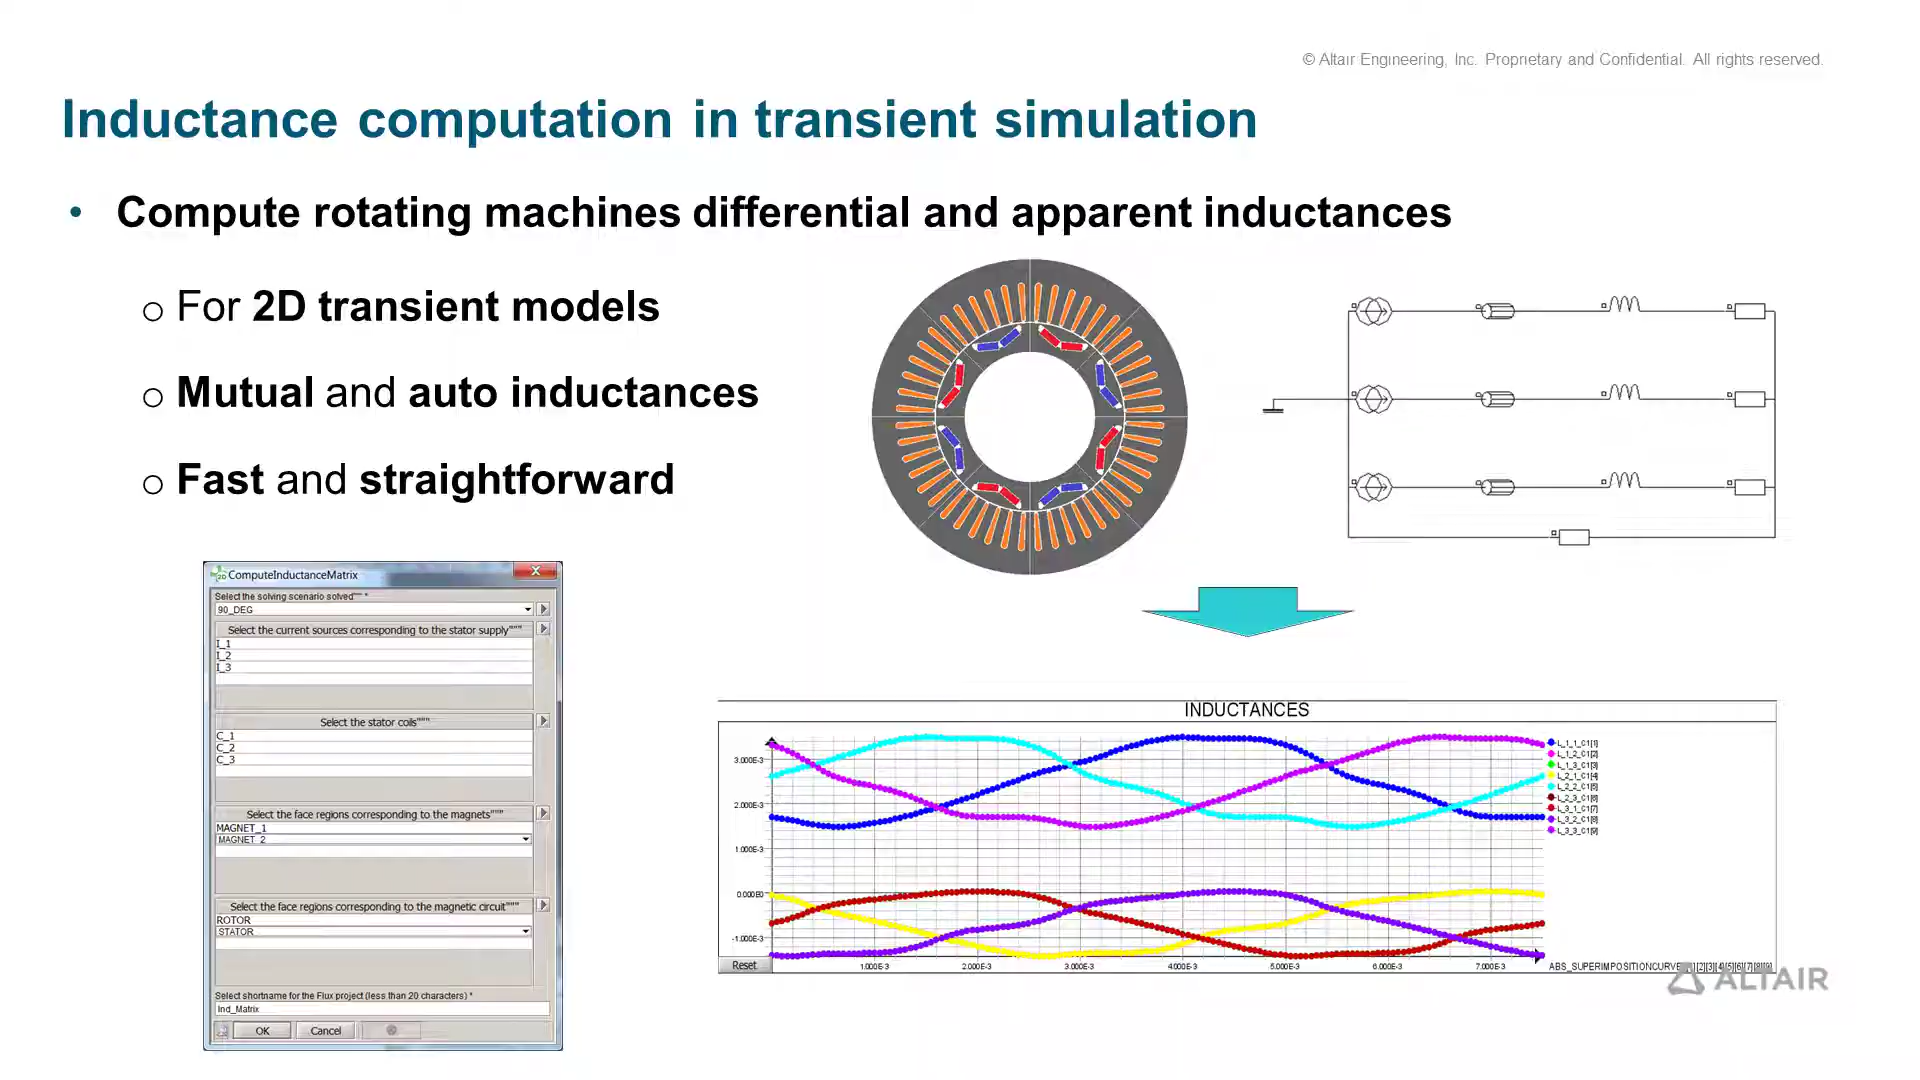 © Altair Engineering, Inc. Proprietary and Confidential. All rights reserved.
Inductance computation in transient simulation
• Compute rotating machines differential and apparent inductances
o For 2D transient models
o Mutual and auto inductances
o Fast and straightforward
ComputeInductanceMatrix
Select the solving scenario solved"""" *
90_DEG
Select the current sources corresponding to the stator supply""""
I_1
I_2
I_3
Select the stator coils""""
C_1
C_2
C_3
Select the face regions corresponding to the magnets""""
MAGNET_1
MAGNET_2
Select the face regions corresponding to the magnetic circuit""""
ROTOR
STATOR
Select shortname for the Flux project (less than 20 characters) *
Ind_Matrix
OK
Cancel
INDUCTANCES
3.000E-3
2.000E-3
1.000E-3
0.000E0
-1.000E-3
1.000E-3
2.000E-3
3.000E-3
4.000E-3
5.000E-3
6.000E-3
7.000E-3
L_1_1_C1[1]
L_1_2_C1[2]
L_1_3_C1[3]
L_2_1_C1[4]
L_2_2_C1[5]
L_2_3_C1[6]
L_3_1_C1[7]
L_3_2_C1[8]
L_3_3_C1[9]
Reset
ALTAIR